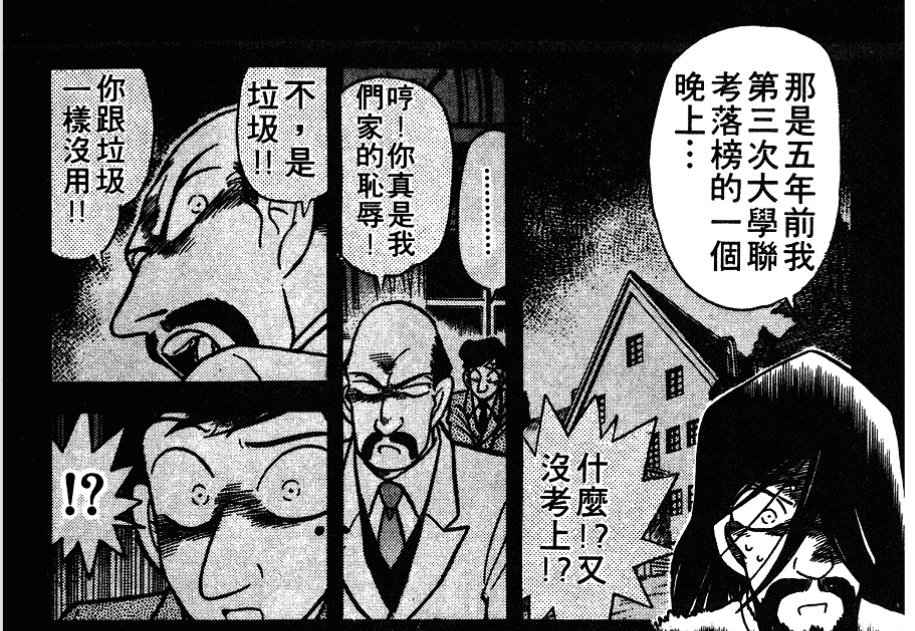 那是五年前我
第三次大學聯
考落榜的一個
晚上…
什麼!?又
沒考上!?
………
哼！你真是我
們家的恥辱！
不，是
垃圾!!
你跟垃圾
一樣沒用!!
!?